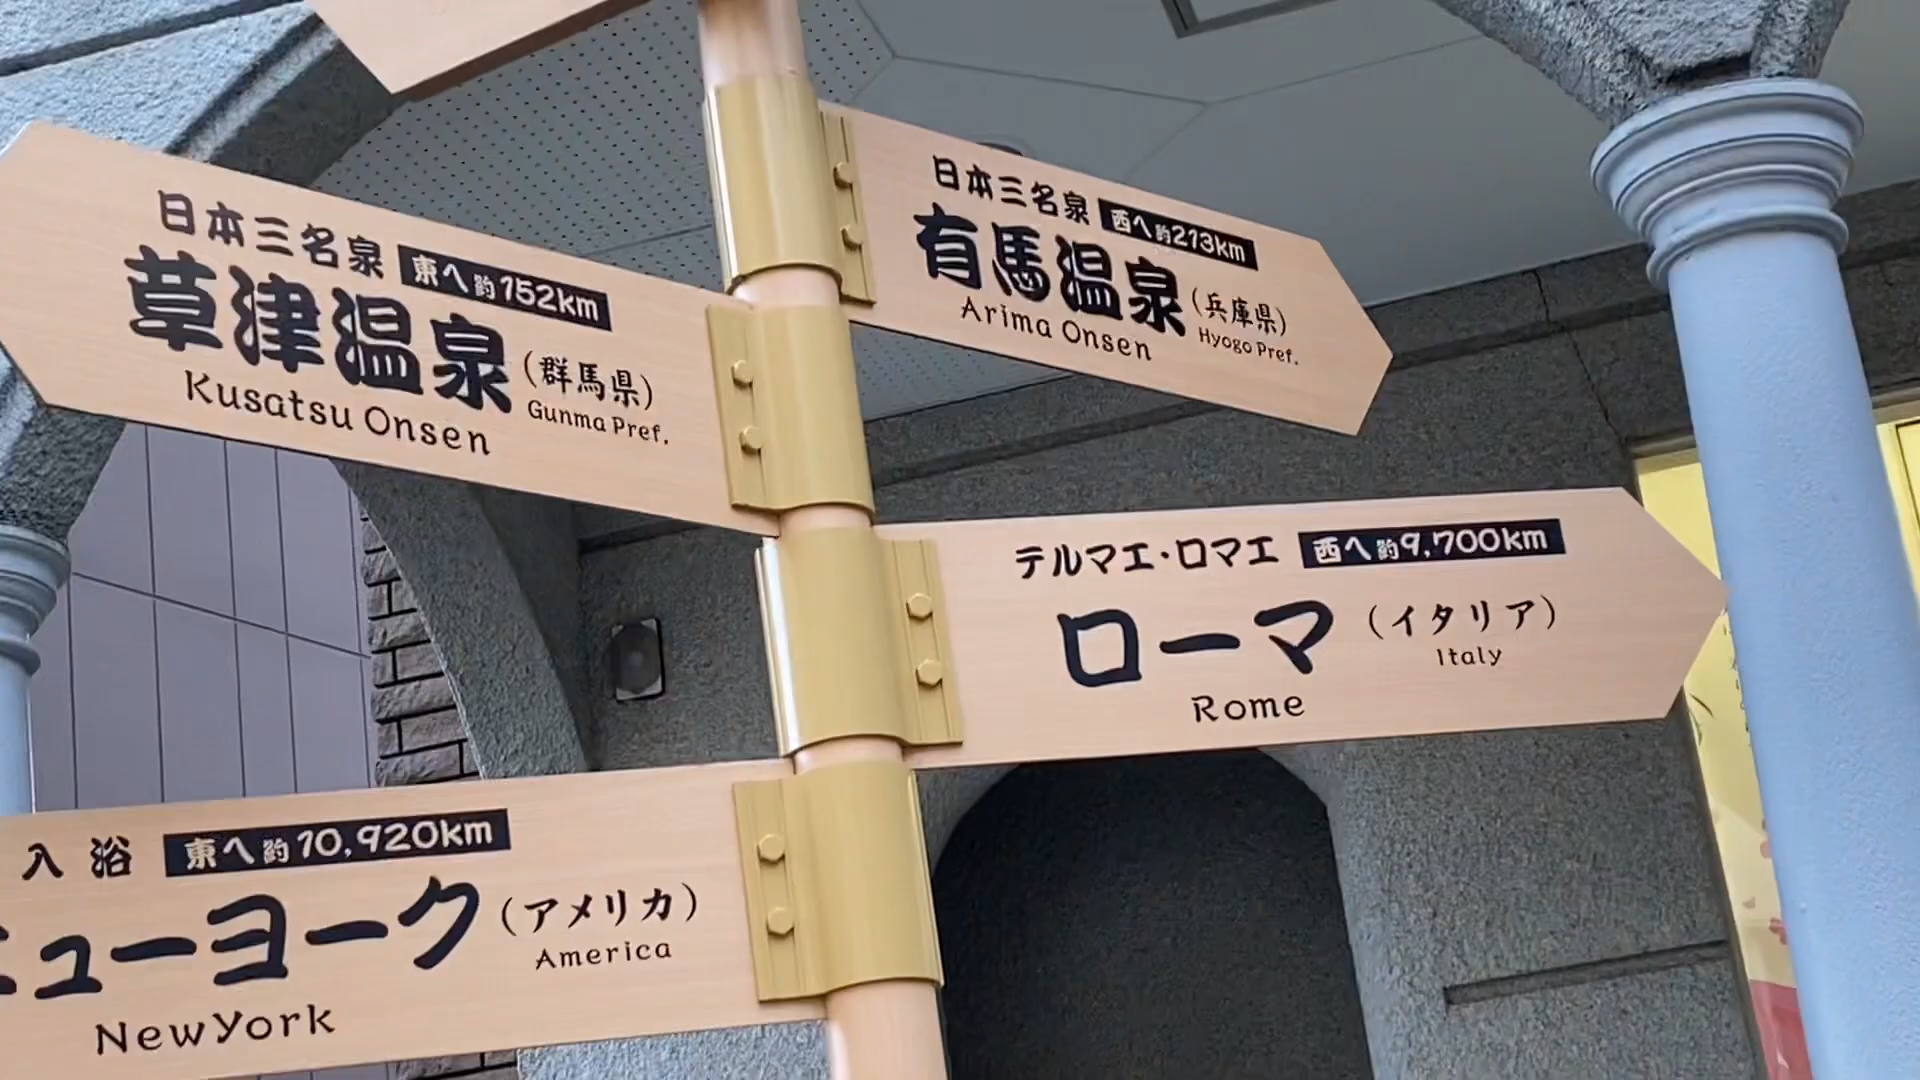 日本三名泉 東へ約152km
草津温泉 (群馬県)
Kusatsu Onsen Gunma Pref.
日本三名泉 西へ約213km
有馬温泉 (兵庫県)
Arima Onsen Hyogo Pref.
テルマエ・ロマエ 西へ約9,700km
ローマ (イタリア)
Rome Italy
入浴 東へ約10,920km
ニューヨーク (アメリカ)
NewYork America